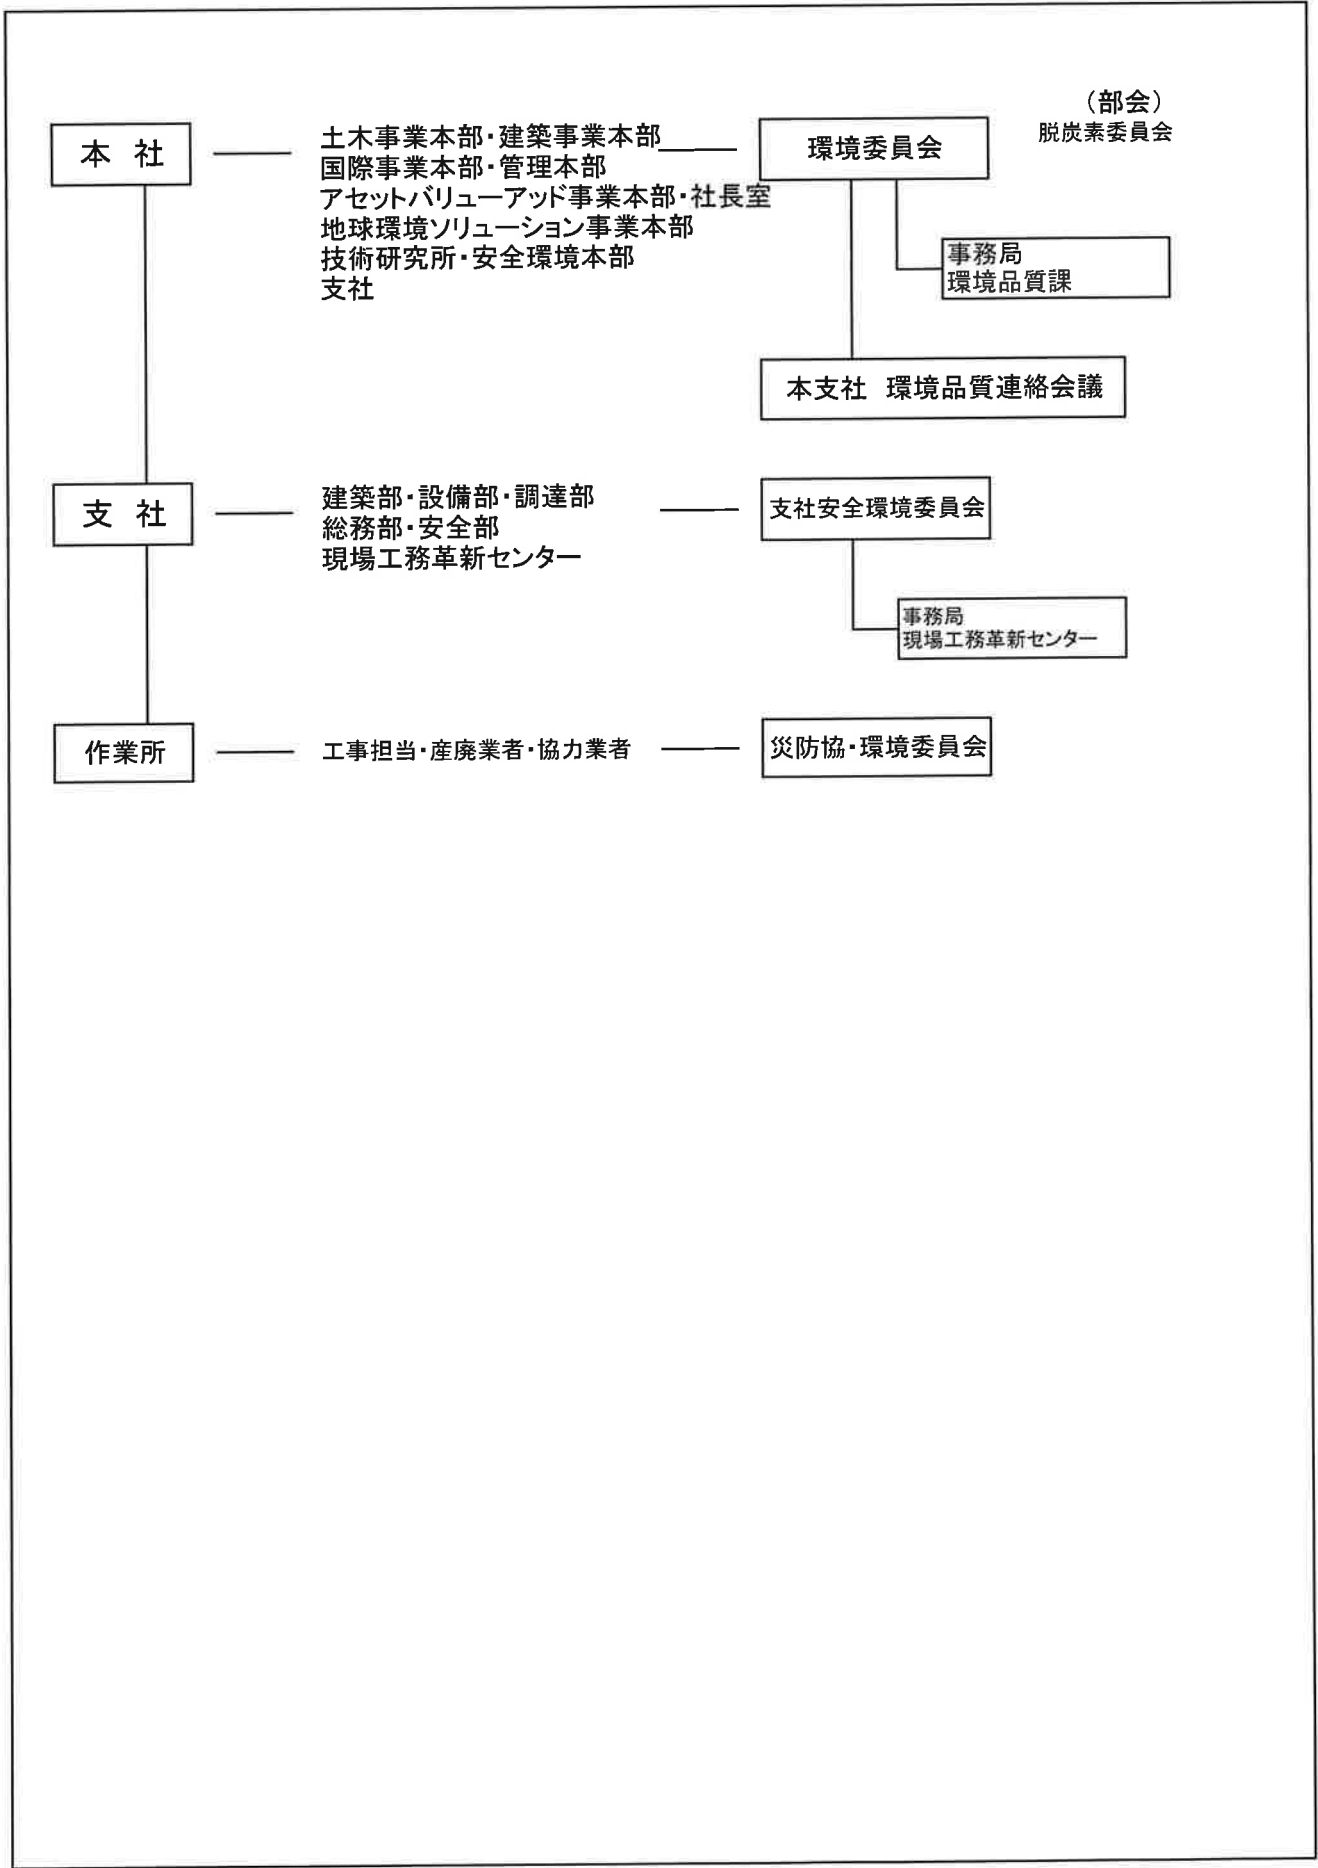 本 社
土木事業本部・建築事業本部
国際事業本部・管理本部
アセットバリューアッド事業本部・社長室
地球環境ソリューション事業本部
技術研究所・安全環境本部
支社
環境委員会
（部会）
脱炭素委員会
事務局
環境品質課
本支社 環境品質連絡会議
支 社
建築部・設備部・調達部
総務部・安全部
現場工務革新センター
支社安全環境委員会
事務局
現場工務革新センター
作業所
工事担当・産廃業者・協力業者
災防協・環境委員会